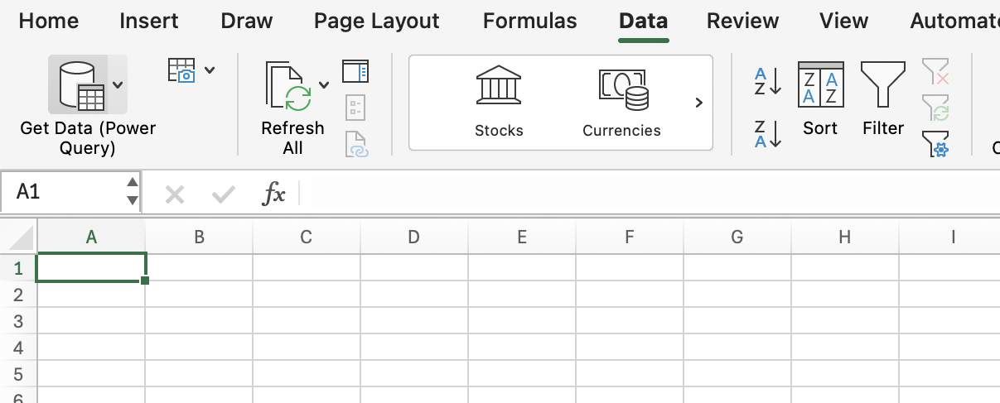 Home Insert Draw Page Layout Formulas Data Review View Automate
Get Data (Power
Query)
Refresh
All
Stocks
Currencies
A
Z
Z
A
Z A
A Z
Sort
Filter
A1
fx
A B C D E F G H I
1
2
3
4
5
6